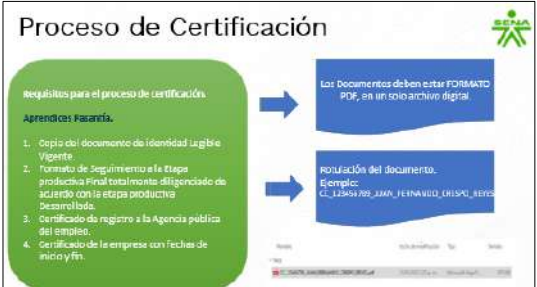 Proceso de Certificación
SENA
Requisitos para el proceso de certificación.
Aprendices Pasantía.
1. Copia del documento de identidad Legible
Vigente.
2. Formato de Seguimiento a la Etapa
productiva Final totalmente diligenciado de
acuerdo con la etapa productiva
Desarrollada.
3. Certificado de registro a la Agencia pública
del empleo.
4. Certificado de la empresa con fechas de
inicio y fin.
Los Documentos deben estar FORMATO
PDF, en un solo archivo digital.
Rotulación del documento.
Ejemplo:
CC_123456789_JUAN_FERNANDO_CRISPO_REYES